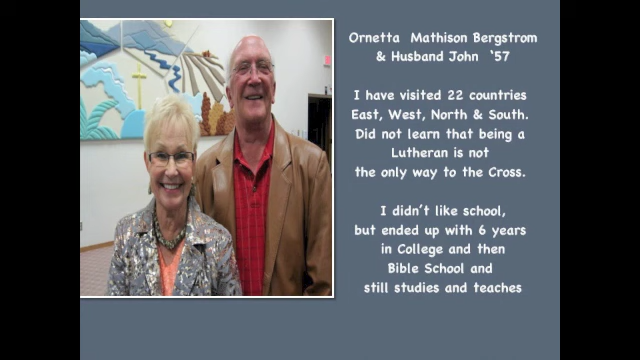 Ornetta Mathison Bergstrom
& Husband John ‘57
I have visited 22 countries
East, West, North & South.
Did not learn that being a
Lutheran is not
the only way to the Cross.
I didn’t like school,
but ended up with 6 years
in College and then
Bible School and
still studies and teaches